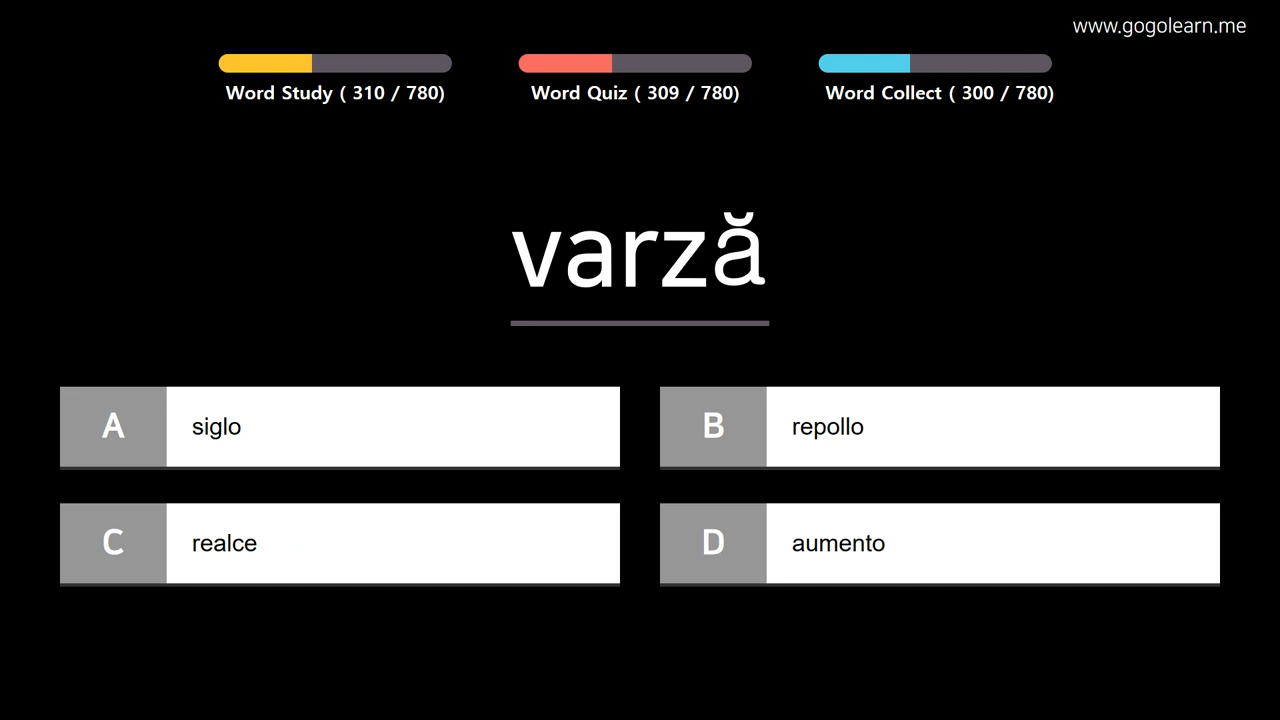 www.gogolearn.me
Word Study ( 310 / 780)
Word Quiz ( 309 / 780)
Word Collect ( 300 / 780)
varză
A siglo
B repollo
C realce
D aumento